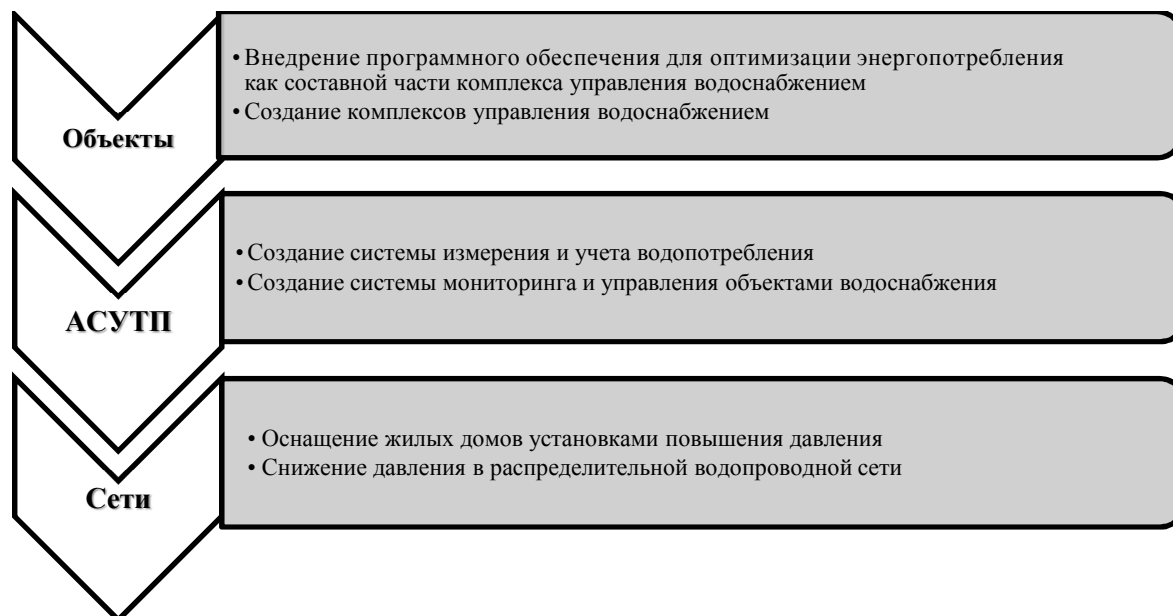 Объекты
• Внедрение программного обеспечения для оптимизации энергопотребления
как составной части комплекса управления водоснабжением
• Создание комплексов управления водоснабжением
АСУТП
• Создание системы измерения и учета водопотребления
• Создание системы мониторинга и управления объектами водоснабжения
Сети
• Оснащение жилых домов установками повышения давления
• Снижение давления в распределительной водопроводной сети